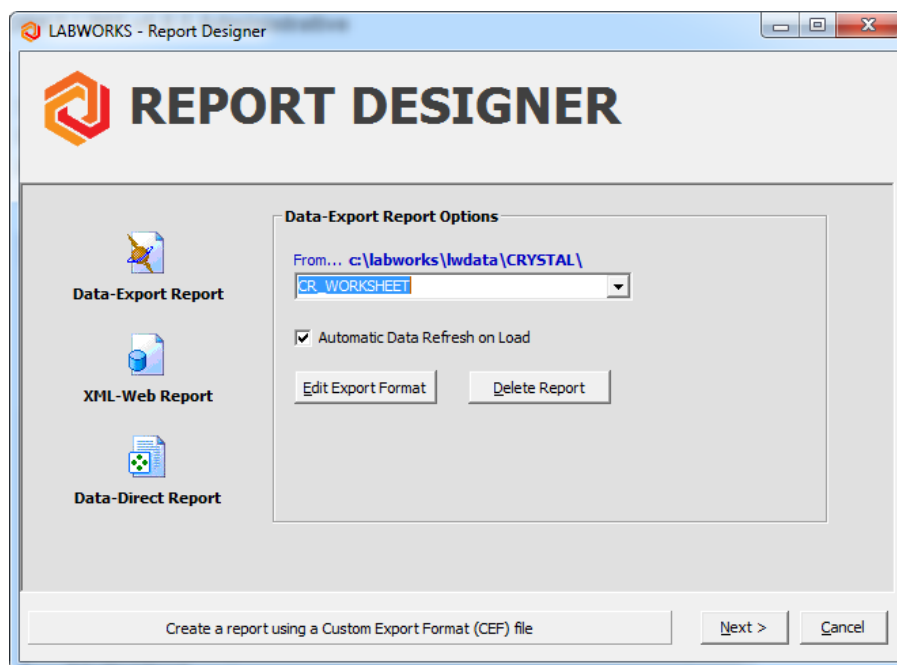 LABWORKS - Report Designer
REPORT DESIGNER
Data-Export Report
XML-Web Report
Data-Direct Report
Data-Export Report Options
From... c:\labworks\lwdata\CRYSTAL\
CR_WORKSHEET
Automatic Data Refresh on Load
Edit Export Format
Delete Report
Create a report using a Custom Export Format (CEF) file
Next >
Cancel